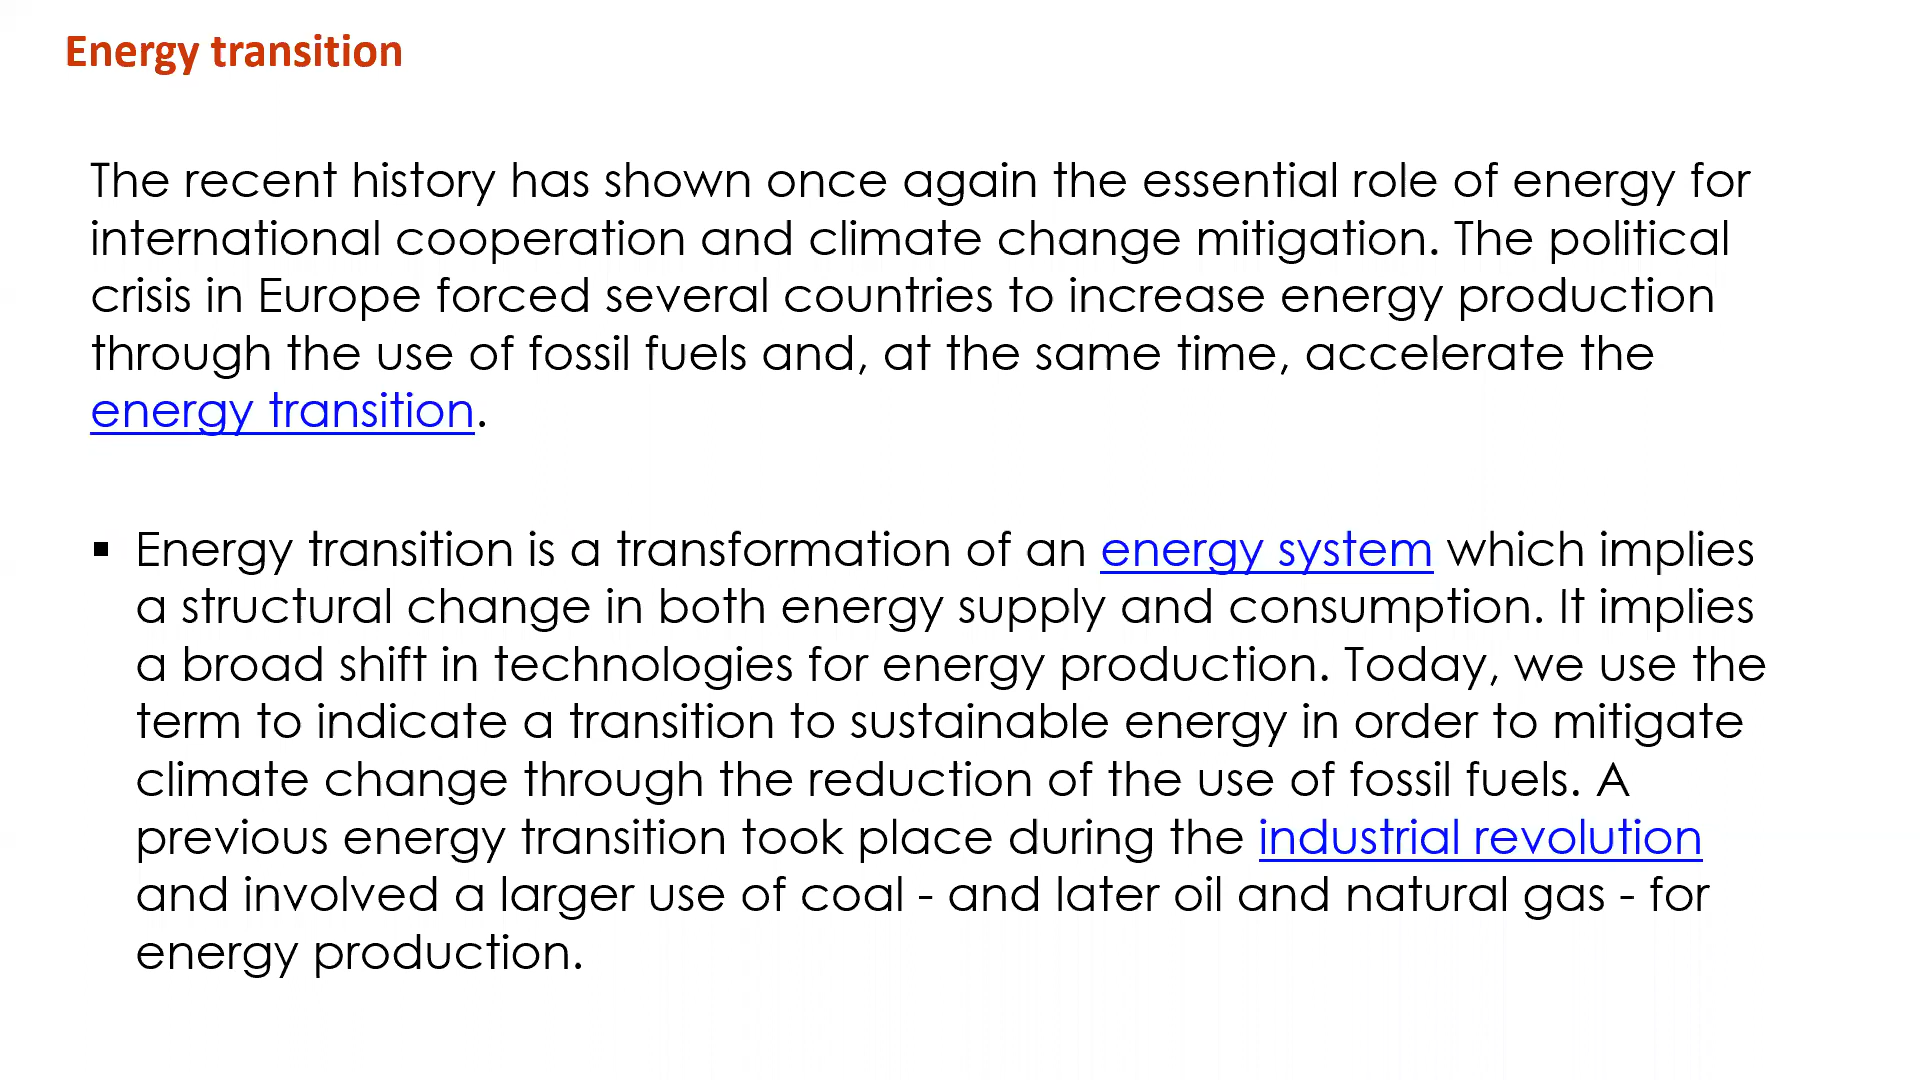 Energy transition
The recent history has shown once again the essential role of energy for
international cooperation and climate change mitigation. The political
crisis in Europe forced several countries to increase energy production
through the use of fossil fuels and, at the same time, accelerate the
energy transition.
▪ Energy transition is a transformation of an energy system which implies
a structural change in both energy supply and consumption. It implies
a broad shift in technologies for energy production. Today, we use the
term to indicate a transition to sustainable energy in order to mitigate
climate change through the reduction of the use of fossil fuels. A
previous energy transition took place during the industrial revolution
and involved a larger use of coal - and later oil and natural gas - for
energy production.